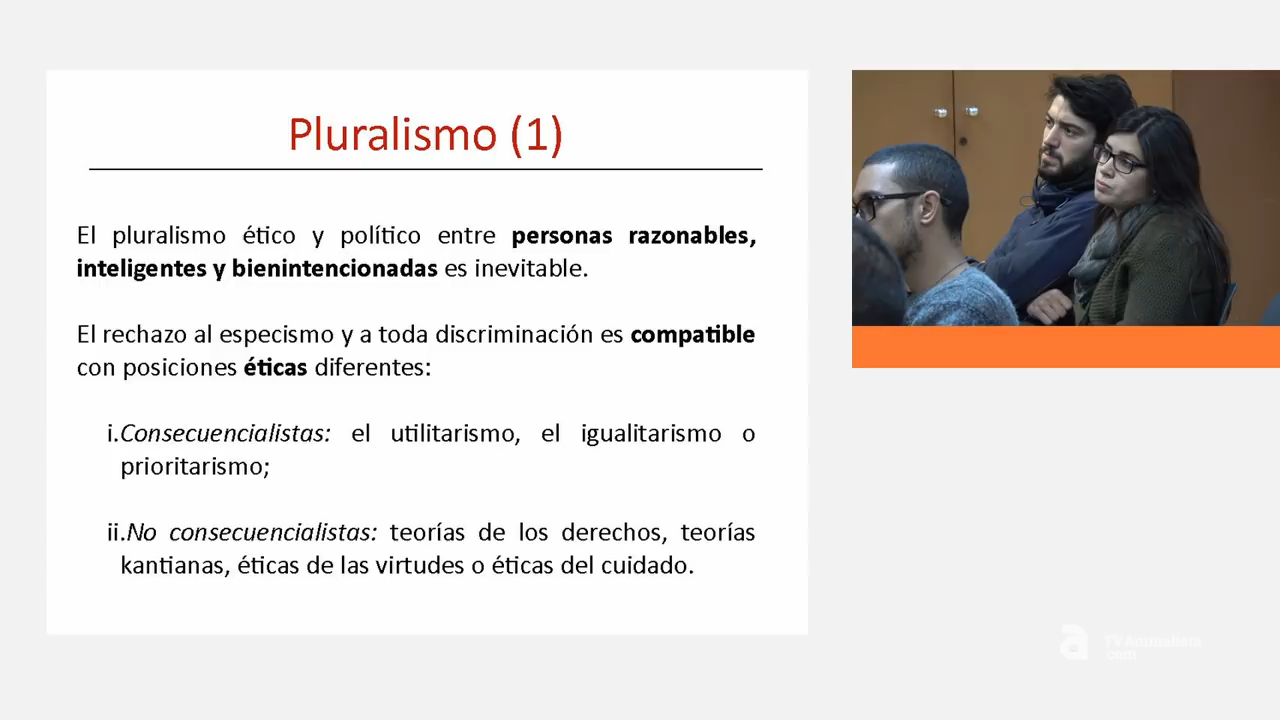 Pluralismo (1)
El pluralismo ético y político entre personas razonables,
inteligentes y bienintencionadas es inevitable.
El rechazo al especismo y a toda discriminación es compatible
con posiciones éticas diferentes:
i.Consecuencialistas: el utilitarismo, el igualitarismo o
prioritarismo;
ii.No consecuencialistas: teorías de los derechos, teorías
kantianas, éticas de las virtudes o éticas del cuidado.
a
TV Animalista
.com